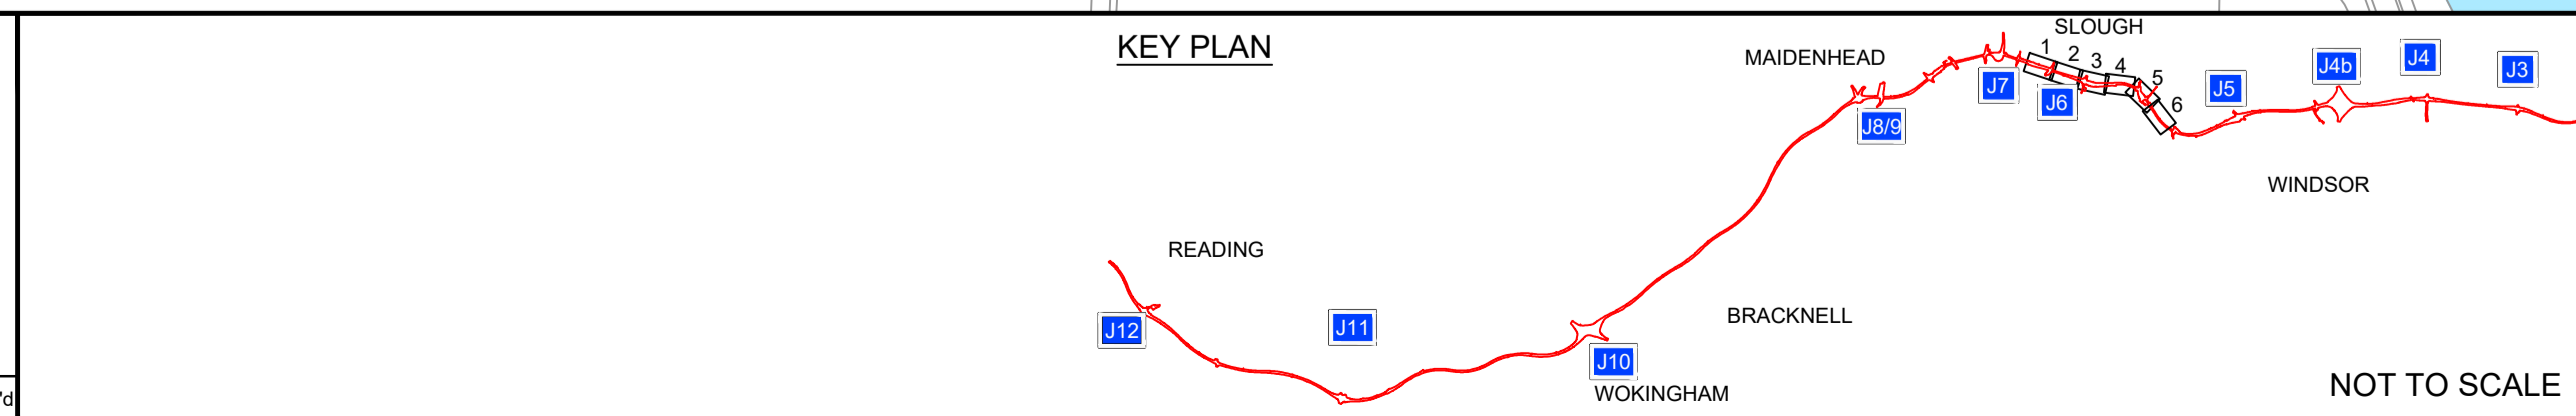 KEY PLAN
SLOUGH
MAIDENHEAD
1
2
3
4
5
6
J7
J6
J8/9
J5
J4b
J4
J3
WINDSOR
READING
J12
J11
BRACKNELL
J10
WOKINGHAM
NOT TO SCALE
'd